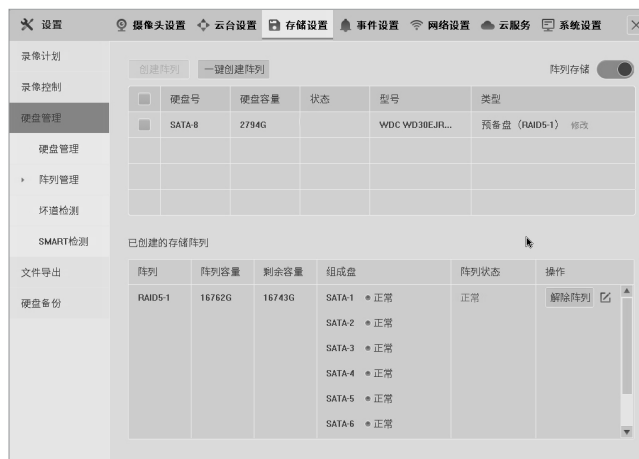 设置 摄像头设置 云台设置 存储设置 事件设置 网络设置 云服务 系统设置
录像计划
录像控制
硬盘管理
硬盘管理
阵列管理
坏道检测
SMART检测
文件导出
硬盘备份
创建阵列 一键创建阵列 阵列存储
硬盘号 硬盘容量 状态 型号 类型
SATA-8 2794G WDC WD30EJR... 预备盘（RAID5-1） 修改
已创建的存储阵列
阵列 阵列容量 剩余容量 组成盘 阵列状态 操作
RAID5-1 16762G 16743G SATA-1 正常 正常 解除阵列
SATA-2 正常
SATA-3 正常
SATA-4 正常
SATA-5 正常
SATA-6 正常